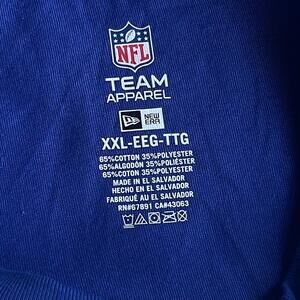 NFL
TEAM
APPAREL
NEW
ERA
XXL-EEG-TTG
65%COTTON 35%POLYESTER
65%ALGODÓN 35%POLIÉSTER
65%COTON 35%POLYESTER
MADE IN EL SALVADOR
HECHO EN EL SALVADOR
FABRIQUÉ AU EL SALVADOR
RN#67891 CA#43063